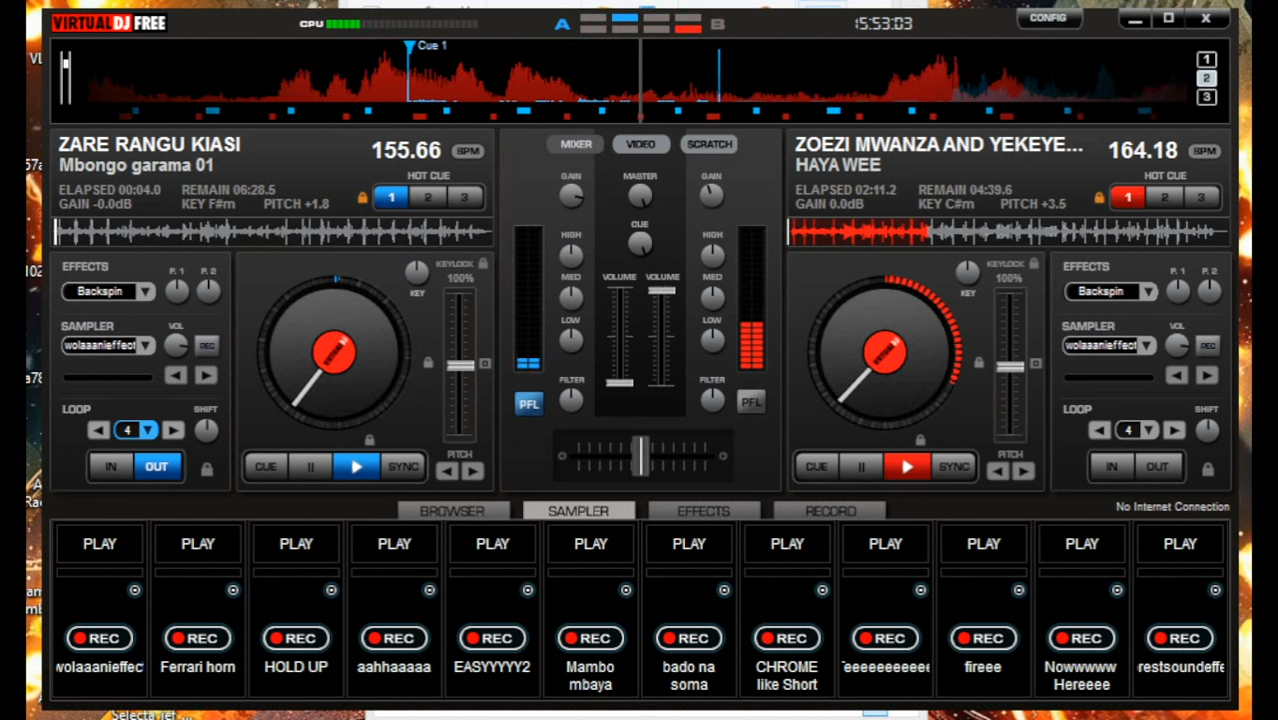 VIRTUAL DJ FREE
CPU
A
B
15:53:03
CONFIG
X
Cue 1
1
2
3
ZARE RANGU KIASI
Mbongo garama 01
155.66 BPM
ELAPSED 00:04.0 REMAIN 06:28.5
GAIN -0.0dB KEY F#m PITCH +1.8
HOT CUE
1 2 3
MIXER VIDEO SCRATCH
GAIN MASTER
CUE
HIGH HIGH
MED VOLUME VOLUME MED
LOW LOW
FILTER FILTER
PFL PFL
ZOEZI MWANZA AND YEKEYE...
HAYA WEE
164.18 BPM
ELAPSED 02:11.2 REMAIN 04:39.6
GAIN 0.0dB KEY C#m PITCH +3.5
HOT CUE
1 2 3
EFFECTS P. 1 P. 2
Backspin
SAMPLER VOL
wolaaanieffect REC
LOOP SHIFT
4
IN OUT
KEYLOCK
100%
KEY
CUE II SYNC
PITCH
KEYLOCK
100%
KEY
CUE II SYNC
PITCH
EFFECTS P. 1 P. 2
Backspin
SAMPLER VOL
wolaaanieffect REC
LOOP SHIFT
4
IN OUT
BROWSER SAMPLER EFFECTS RECORD
No Internet Connection
PLAY PLAY PLAY PLAY PLAY PLAY PLAY PLAY PLAY PLAY PLAY PLAY
REC REC REC REC REC REC REC REC REC REC REC REC
wolaaanieffec Ferrari horn HOLD UP aahhaaaaa EASYYYYY2 Mambo mbaya bado na soma CHROME like Short fireee Nowwwww Hereeee restsoundeffe